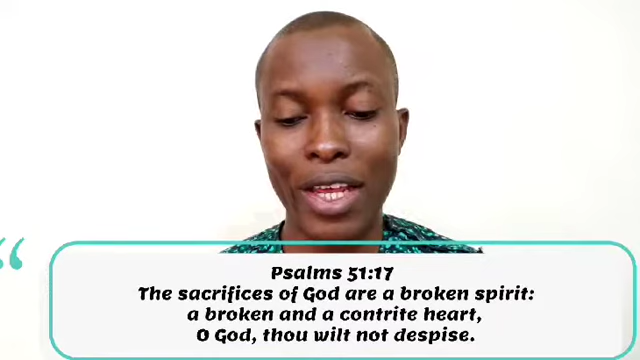 Psalms 51:17
The sacrifices of God are a broken spirit:
a broken and a contrite heart,
O God, thou wilt not despise.